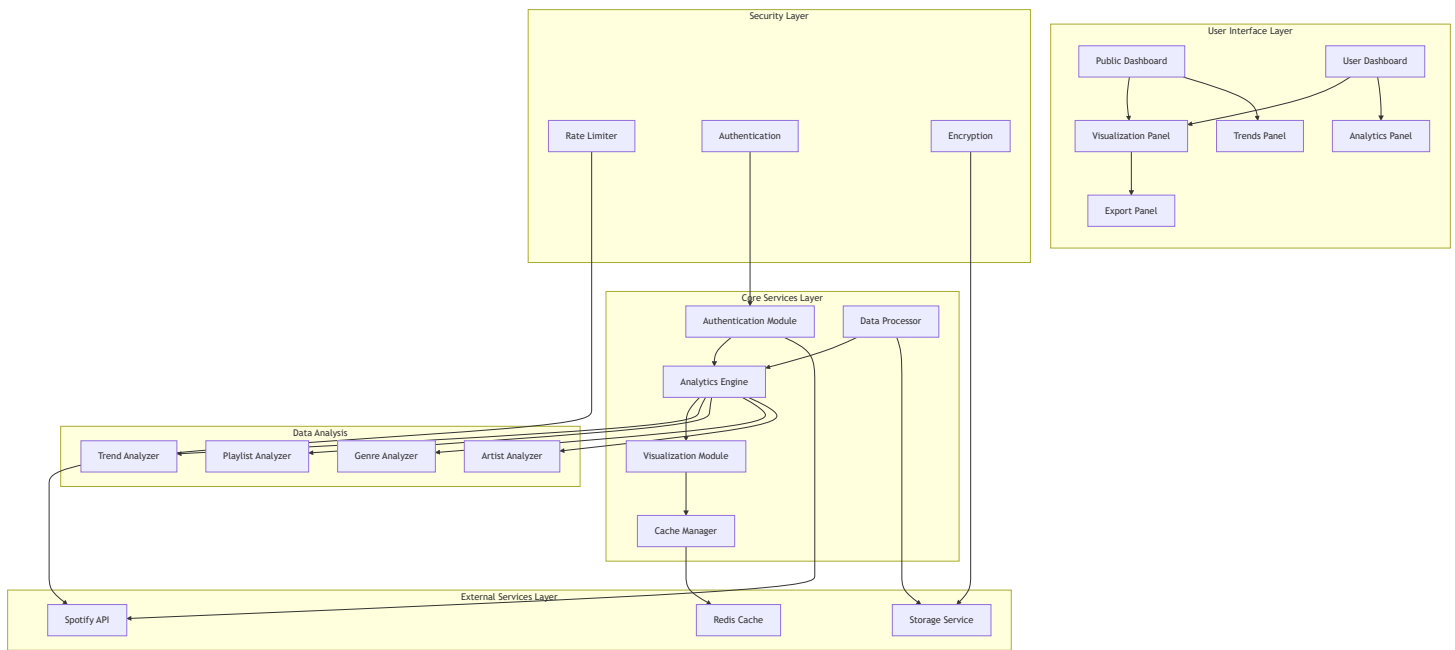 Security Layer
Rate Limiter
Authentication
Encryption
User Interface Layer
Public Dashboard
User Dashboard
Visualization Panel
Trends Panel
Analytics Panel
Export Panel
Core Services Layer
Authentication Module
Data Processor
Analytics Engine
Visualization Module
Cache Manager
Data Analysis
Trend Analyzer
Playlist Analyzer
Genre Analyzer
Artist Analyzer
External Services Layer
Spotify API
Redis Cache
Storage Service